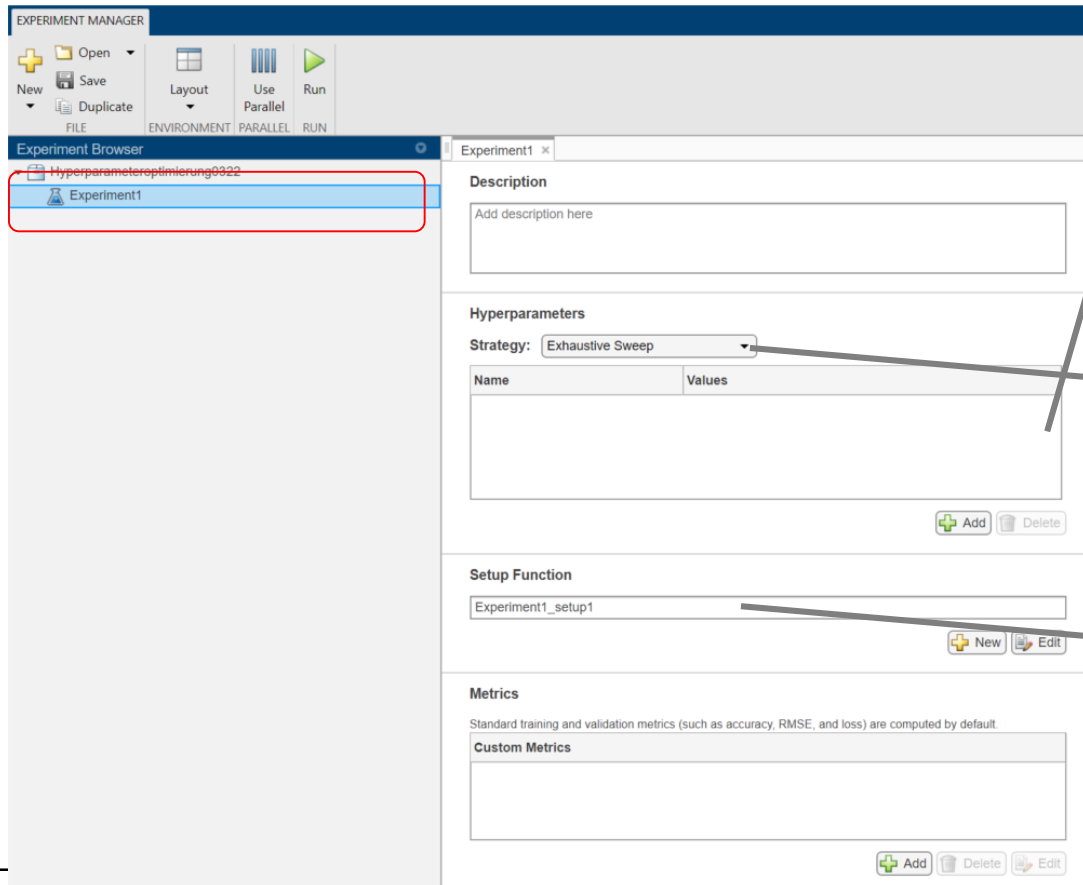 EXPERIMENT MANAGER
New
Open
Save
Duplicate
FILE
Layout
ENVIRONMENT
Use
Parallel
PARALLEL
Run
RUN
Experiment Browser
Hyperparameteroptimierung0322
Experiment1
Experiment1 ×
Description
Add description here
Hyperparameters
Strategy: Exhaustive Sweep
Name Values
Add Delete
Setup Function
Experiment1_setup1
New Edit
Metrics
Standard training and validation metrics (such as accuracy, RMSE, and loss) are computed by default.
Custom Metrics
Add Delete Edit